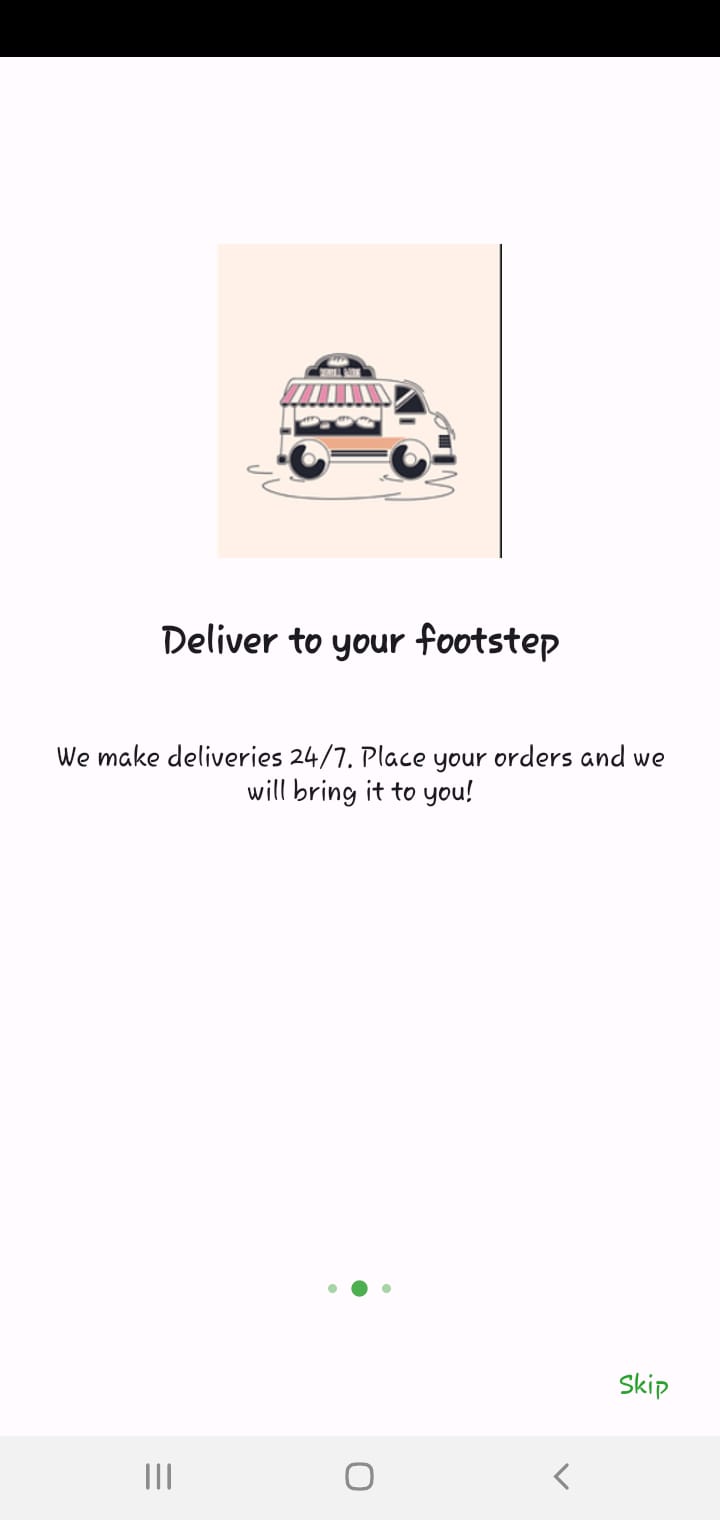 Deliver to your footstep
We make deliveries 24/7. Place your orders and we
will bring it to you!
Skip